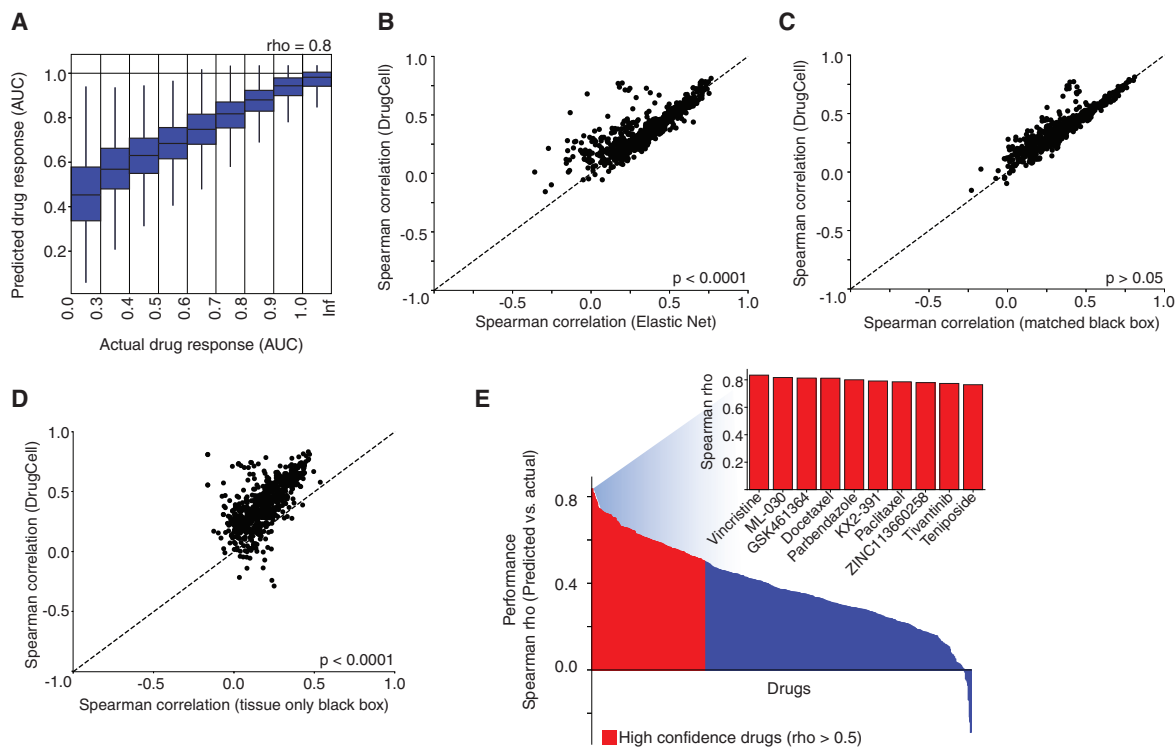 A
rho = 0.8
Predicted drug response (AUC)
1.0
0.8
0.6
0.4
0.2
0.0
0.3
0.4
0.5
0.6
0.7
0.8
0.9
1.0
Inf
Actual drug response (AUC)
B
Spearman correlation (DrugCell)
1.0
0.5
0.0
-0.5
-1.0
-1.0 -0.5 0.0 0.5 1.0
p < 0.0001
Spearman correlation (Elastic Net)
C
Spearman correlation (DrugCell)
1.0
0.5
0.0
-0.5
-1.0
-1.0 -0.5 0.0 0.5 1.0
p > 0.05
Spearman correlation (matched black box)
D
Spearman correlation (DrugCell)
1.0
0.5
0.0
-0.5
-1.0
-1.0 -0.5 0.0 0.5 1.0
p < 0.0001
Spearman correlation (tissue only black box)
E
Spearman rho
0.8
0.6
0.4
0.2
Vincristine
ML-030
GSK461364
Docetaxel
Parbendazole
KX2-391
Paclitaxel
ZINC113660258
Tivantinib
Teniposide
Performance
Spearman rho (Predicted vs. actual)
0.8
0.4
0.0
Drugs
High confidence drugs (rho > 0.5)